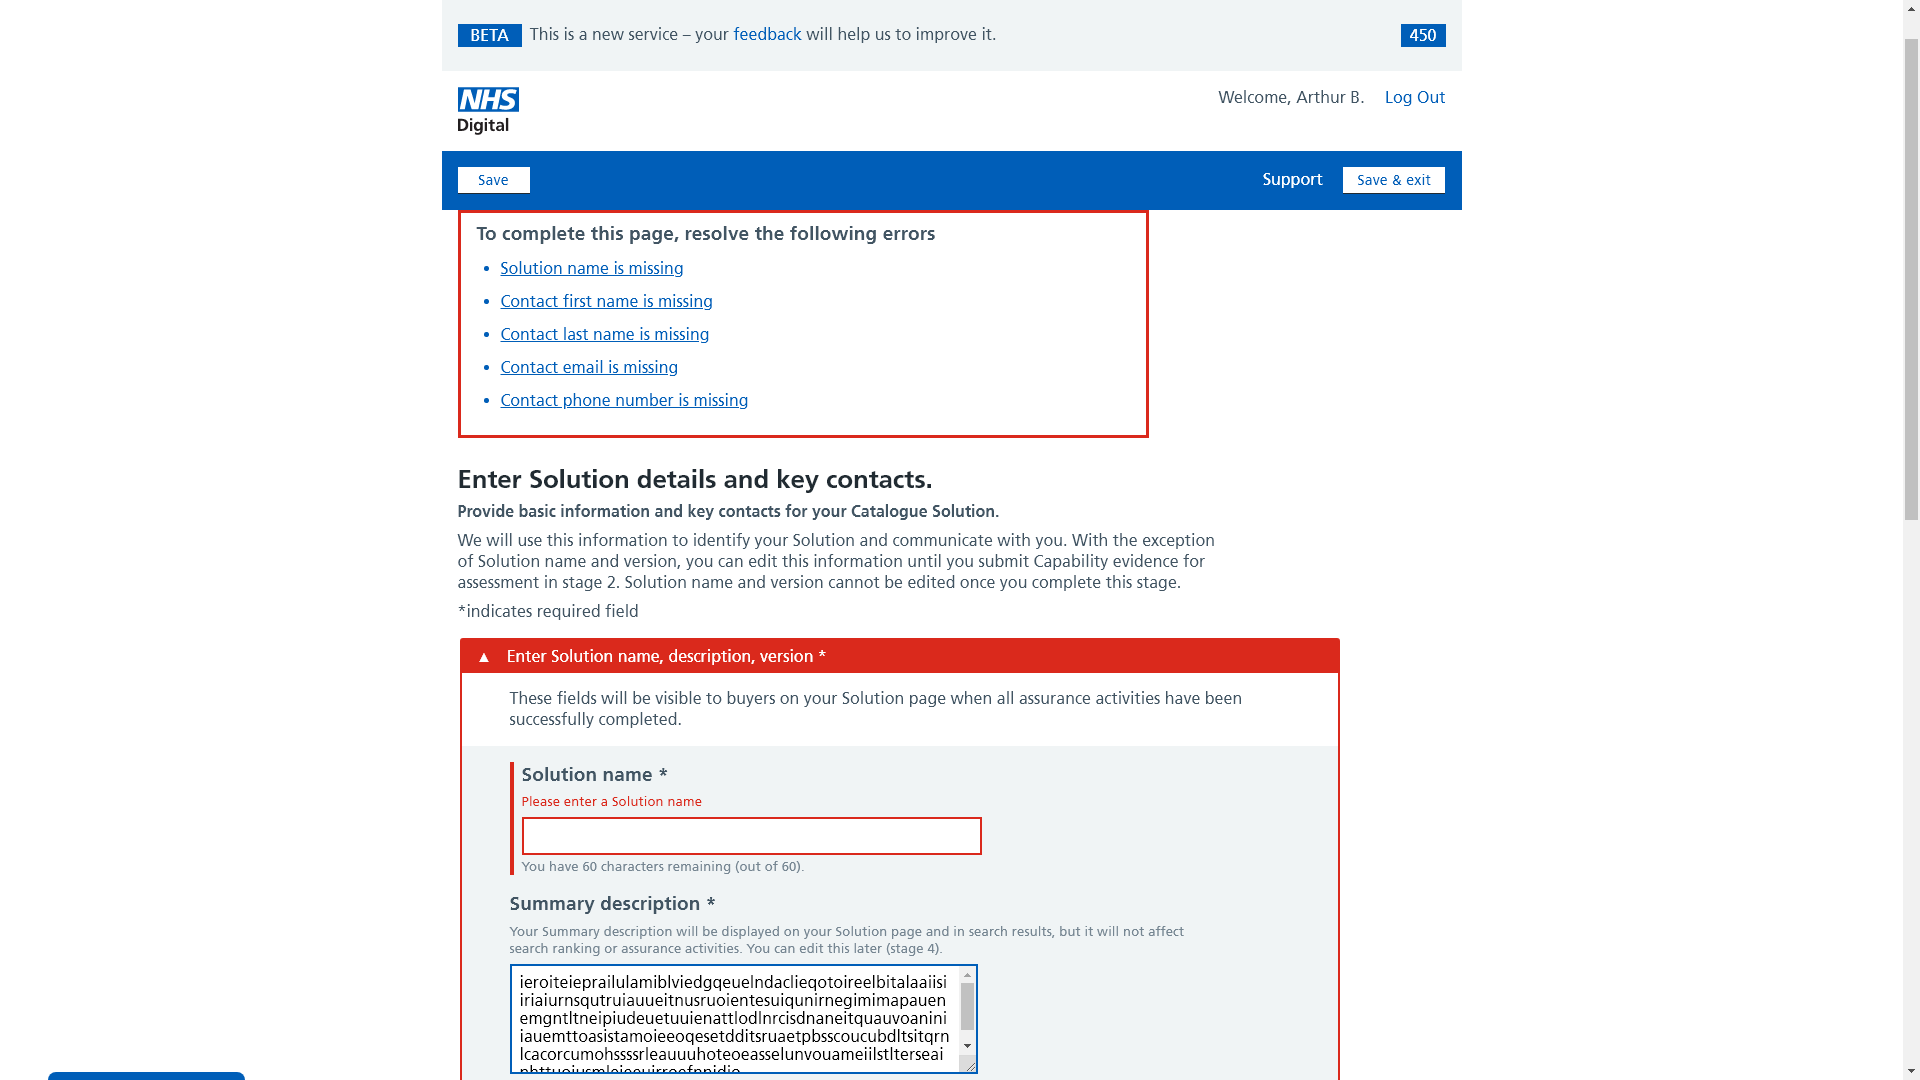 BETA This is a new service – your feedback will help us to improve it. 450
NHS
Digital
Welcome, Arthur B. Log Out
Save Support Save & exit
To complete this page, resolve the following errors
• Solution name is missing
• Contact first name is missing
• Contact last name is missing
• Contact email is missing
• Contact phone number is missing
Enter Solution details and key contacts.
Provide basic information and key contacts for your Catalogue Solution.
We will use this information to identify your Solution and communicate with you. With the exception
of Solution name and version, you can edit this information until you submit Capability evidence for
assessment in stage 2. Solution name and version cannot be edited once you complete this stage.
*indicates required field
▲ Enter Solution name, description, version *
These fields will be visible to buyers on your Solution page when all assurance activities have been
successfully completed.
Solution name *
Please enter a Solution name
You have 60 characters remaining (out of 60).
Summary description *
Your Summary description will be displayed on your Solution page and in search results, but it will not affect
search ranking or assurance activities. You can edit this later (stage 4).
ieroiteieprailulamiblviedgqeuelndaclieqotoireelbitalaaiisi
iriaiurnsqutruiauueitnusruoientesuiqunirnegimimapauen
emgntltneipiudeuetuuienattlodlnrcisdnaneitquauvoanini
iauemttoasistamoieeoqesetdditsruaetpbsscoucubdltsitqrn
lcacorcumohssssrleauuuhoteoeasselunvouameiilstlterseai